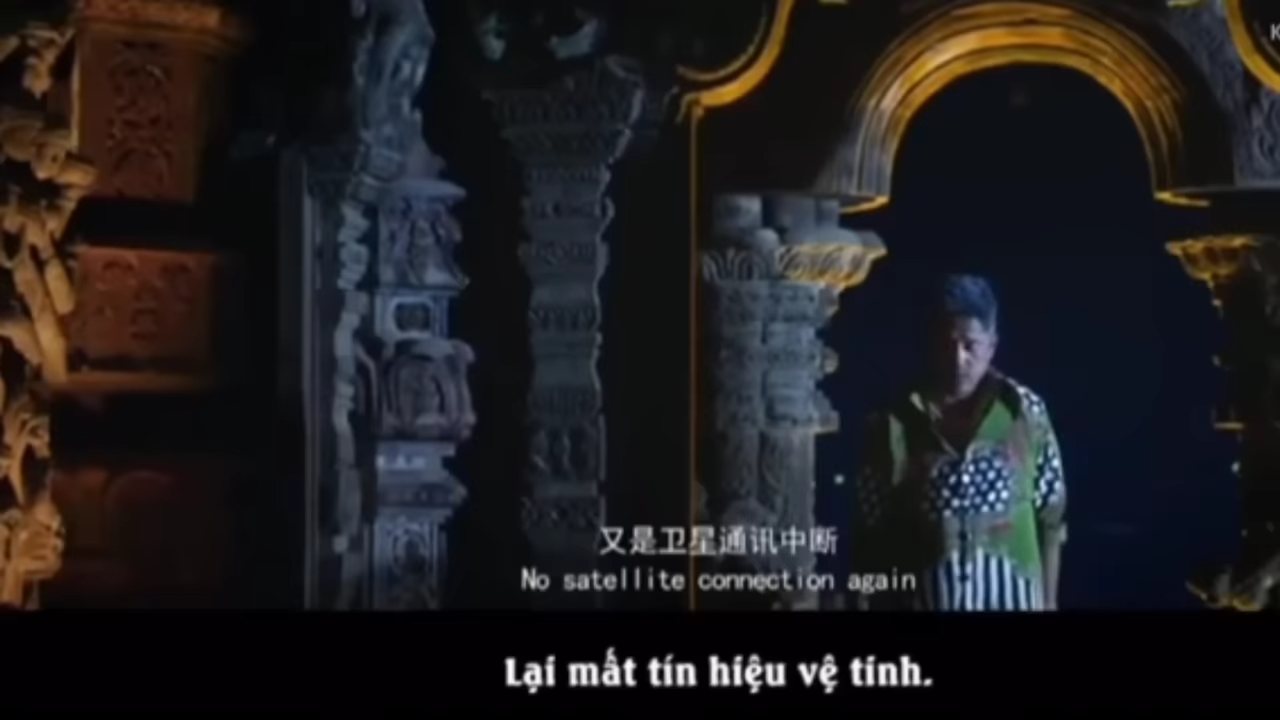 K
又是卫星通讯中断
No satellite connection again
Lại mất tín hiệu vệ tinh.